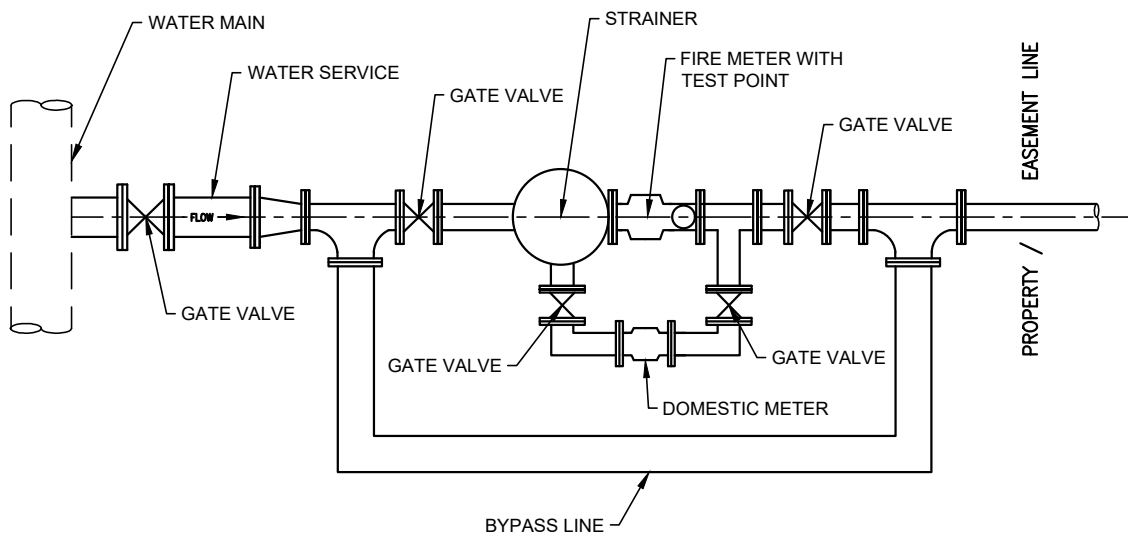 STRAINER
WATER MAIN
FIRE METER WITH
TEST POINT
WATER SERVICE
GATE VALVE
GATE VALVE
EASEMENT LINE
PROPERTY /
FLOW
GATE VALVE
GATE VALVE
GATE VALVE
DOMESTIC METER
BYPASS LINE